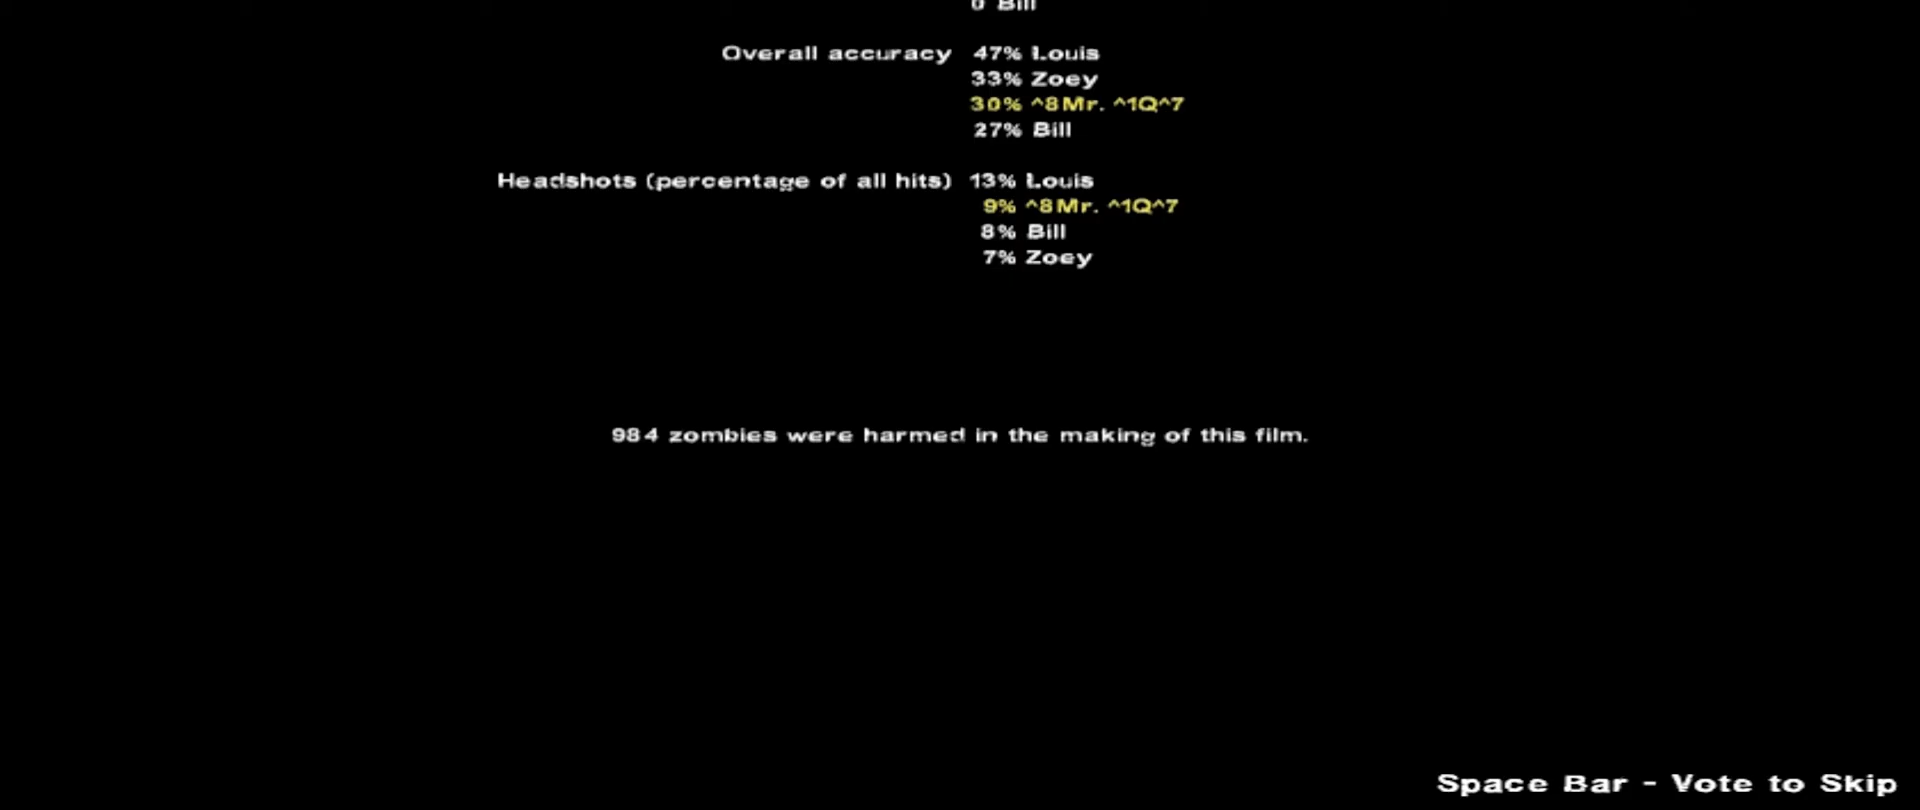 0 Bill
Overall accuracy 47% Louis
33% Zoey
30% ^8Mr. ^1Q^7
27% Bill
Headshots (percentage of all hits) 13% Louis
9% ^8Mr. ^1Q^7
8% Bill
7% Zoey
984 zombies were harmed in the making of this film.
Space Bar - Vote to Skip